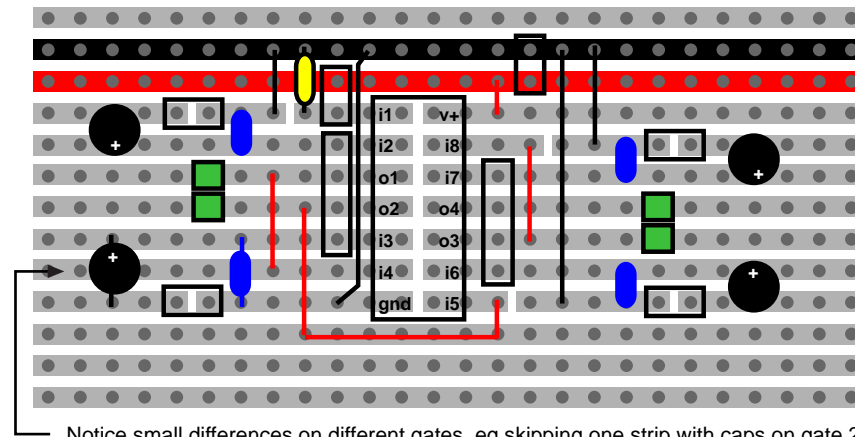 i1 v+
i2 i8
o1 i7
o2 o4
i3 o3
i4 i6
gnd i5
+
+
+
+
Notice small differences on different gates, eg skipping one strip with caps on gate 2